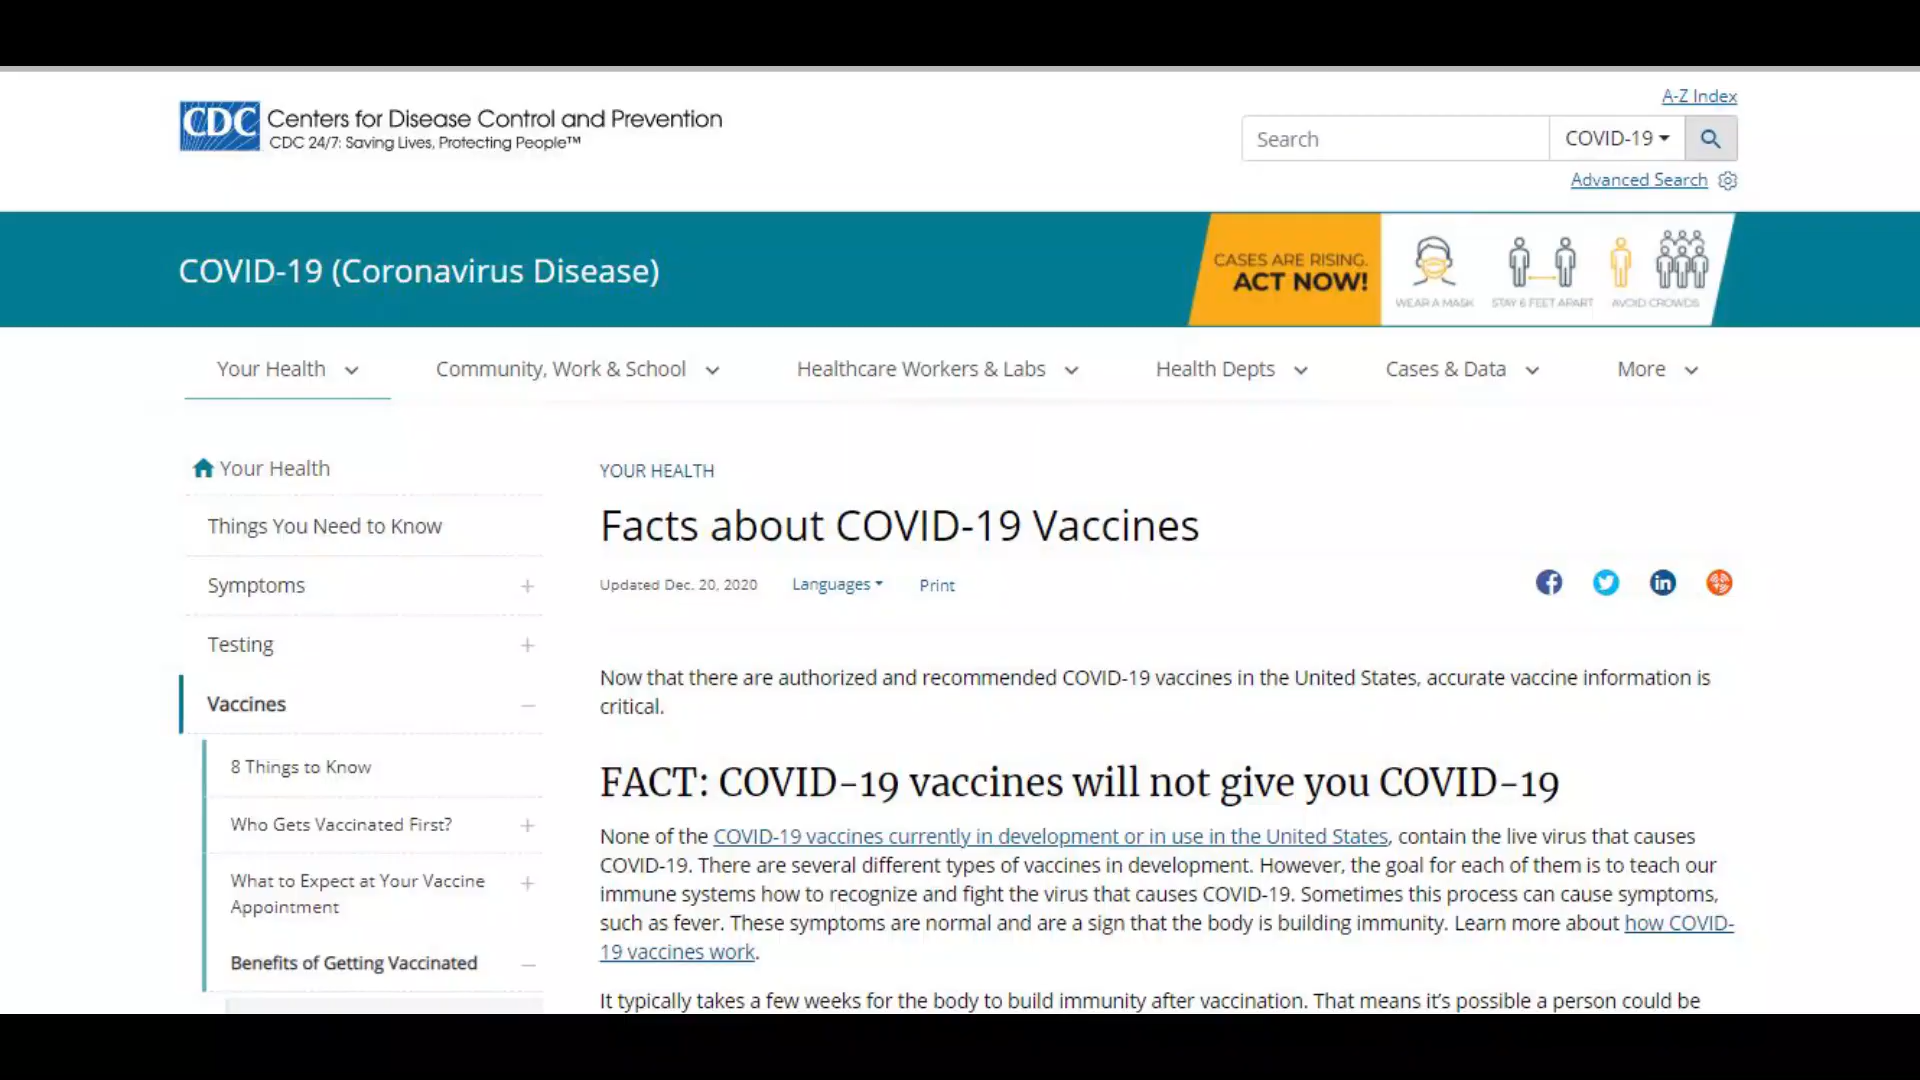 CDC Centers for Disease Control and Prevention
CDC 24/7: Saving Lives, Protecting People™
A-Z Index
Search COVID-19
Advanced Search
COVID-19 (Coronavirus Disease)
CASES ARE RISING.
ACT NOW!
WEAR A MASK STAY 6 FEET APART AVOID CROWDS
Your Health Community, Work & School Healthcare Workers & Labs Health Depts Cases & Data More
Your Health
Things You Need to Know
Symptoms
Testing
Vaccines
8 Things to Know
Who Gets Vaccinated First?
What to Expect at Your Vaccine
Appointment
Benefits of Getting Vaccinated
YOUR HEALTH
Facts about COVID-19 Vaccines
Updated Dec. 20, 2020 Languages Print
Now that there are authorized and recommended COVID-19 vaccines in the United States, accurate vaccine information is
critical.
FACT: COVID-19 vaccines will not give you COVID-19
None of the COVID-19 vaccines currently in development or in use in the United States, contain the live virus that causes
COVID-19. There are several different types of vaccines in development. However, the goal for each of them is to teach our
immune systems how to recognize and fight the virus that causes COVID-19. Sometimes this process can cause symptoms,
such as fever. These symptoms are normal and are a sign that the body is building immunity. Learn more about how COVID-
19 vaccines work.
It typically takes a few weeks for the body to build immunity after vaccination. That means it's possible a person could be